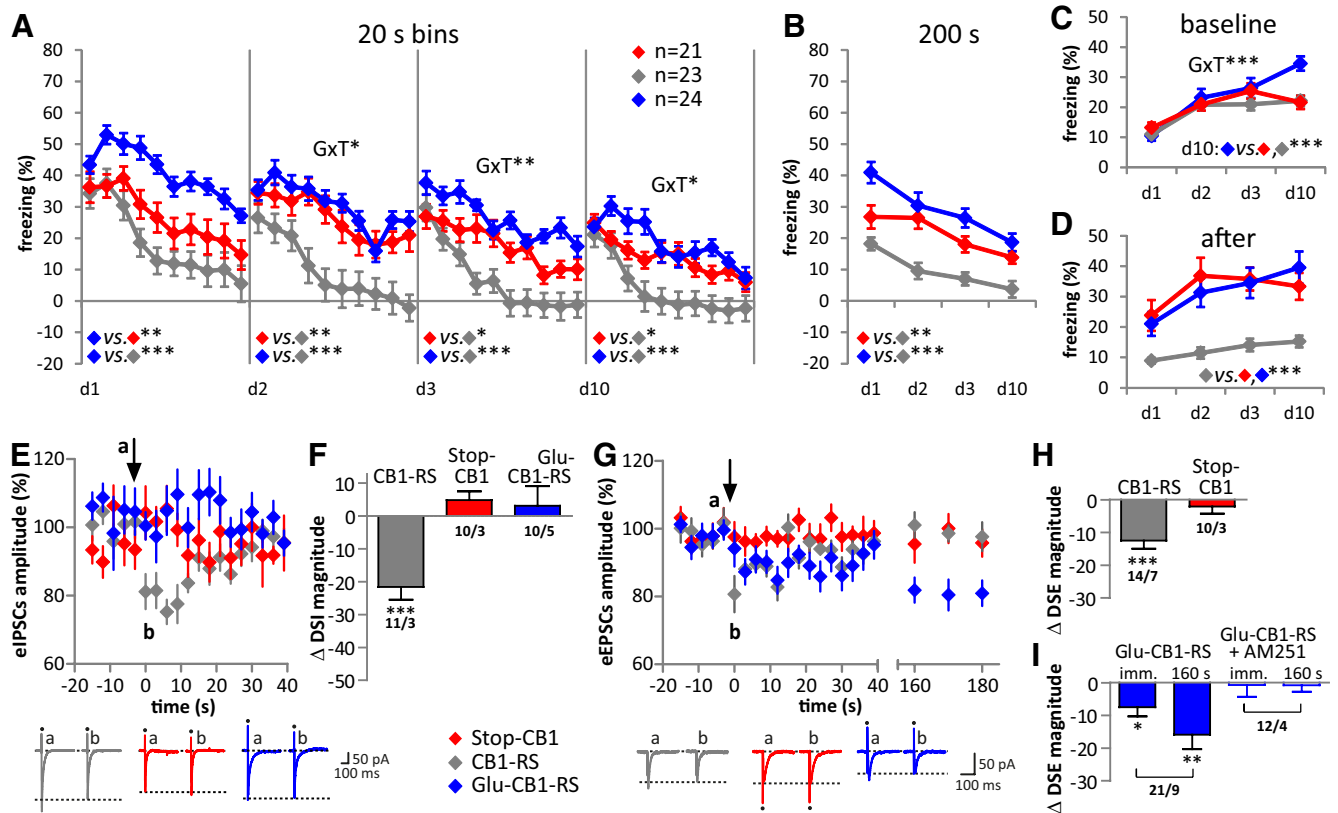 A
20 s bins
freezing (%)
80
70
60
50
40
30
20
10
0
-10
-20
n=21
n=23
n=24
GxT*
GxT**
GxT*
vs. **
vs. ***
vs. **
vs. ***
vs. *
vs. ***
vs. *
vs. ***
d1
d2
d3
d10
B
200 s
freezing (%)
80
70
60
50
40
30
20
10
0
-10
-20
vs. **
vs. ***
d1
d2
d3
d10
C
baseline
freezing (%)
50
40
30
20
10
0
GxT***
d10: vs. , ***
d1
d2
d3
d10
D
after
freezing (%)
50
40
30
20
10
0
vs. , ***
d1
d2
d3
d10
E
eIPSCs amplitude (%)
120
100
80
60
a
b
-20
-10
0
10
20
30
40
time (s)
a
b
a
b
a
b
50 pA
100 ms
F
CB1-RS
Stop-
CB1
Glu-
CB1-RS
Δ DSI magnitude
10
0
-10
-20
-30
-40
-50
***
11/3
10/3
10/5
Stop-CB1
CB1-RS
Glu-CB1-RS
G
eEPSCs amplitude (%)
120
100
80
60
a
b
-20
-10
0
10
20
30
40
160
180
time (s)
a
b
a
b
a
b
50 pA
100 ms
H
CB1-RS
Stop-
CB1
Δ DSE magnitude
0
-10
-20
-30
***
14/7
10/3
I
Glu-CB1-RS
Glu-CB1-RS
+ AM251
imm.
160 s
imm.
160 s
Δ DSE magnitude
0
-10
-20
-30
*
**
21/9
12/4